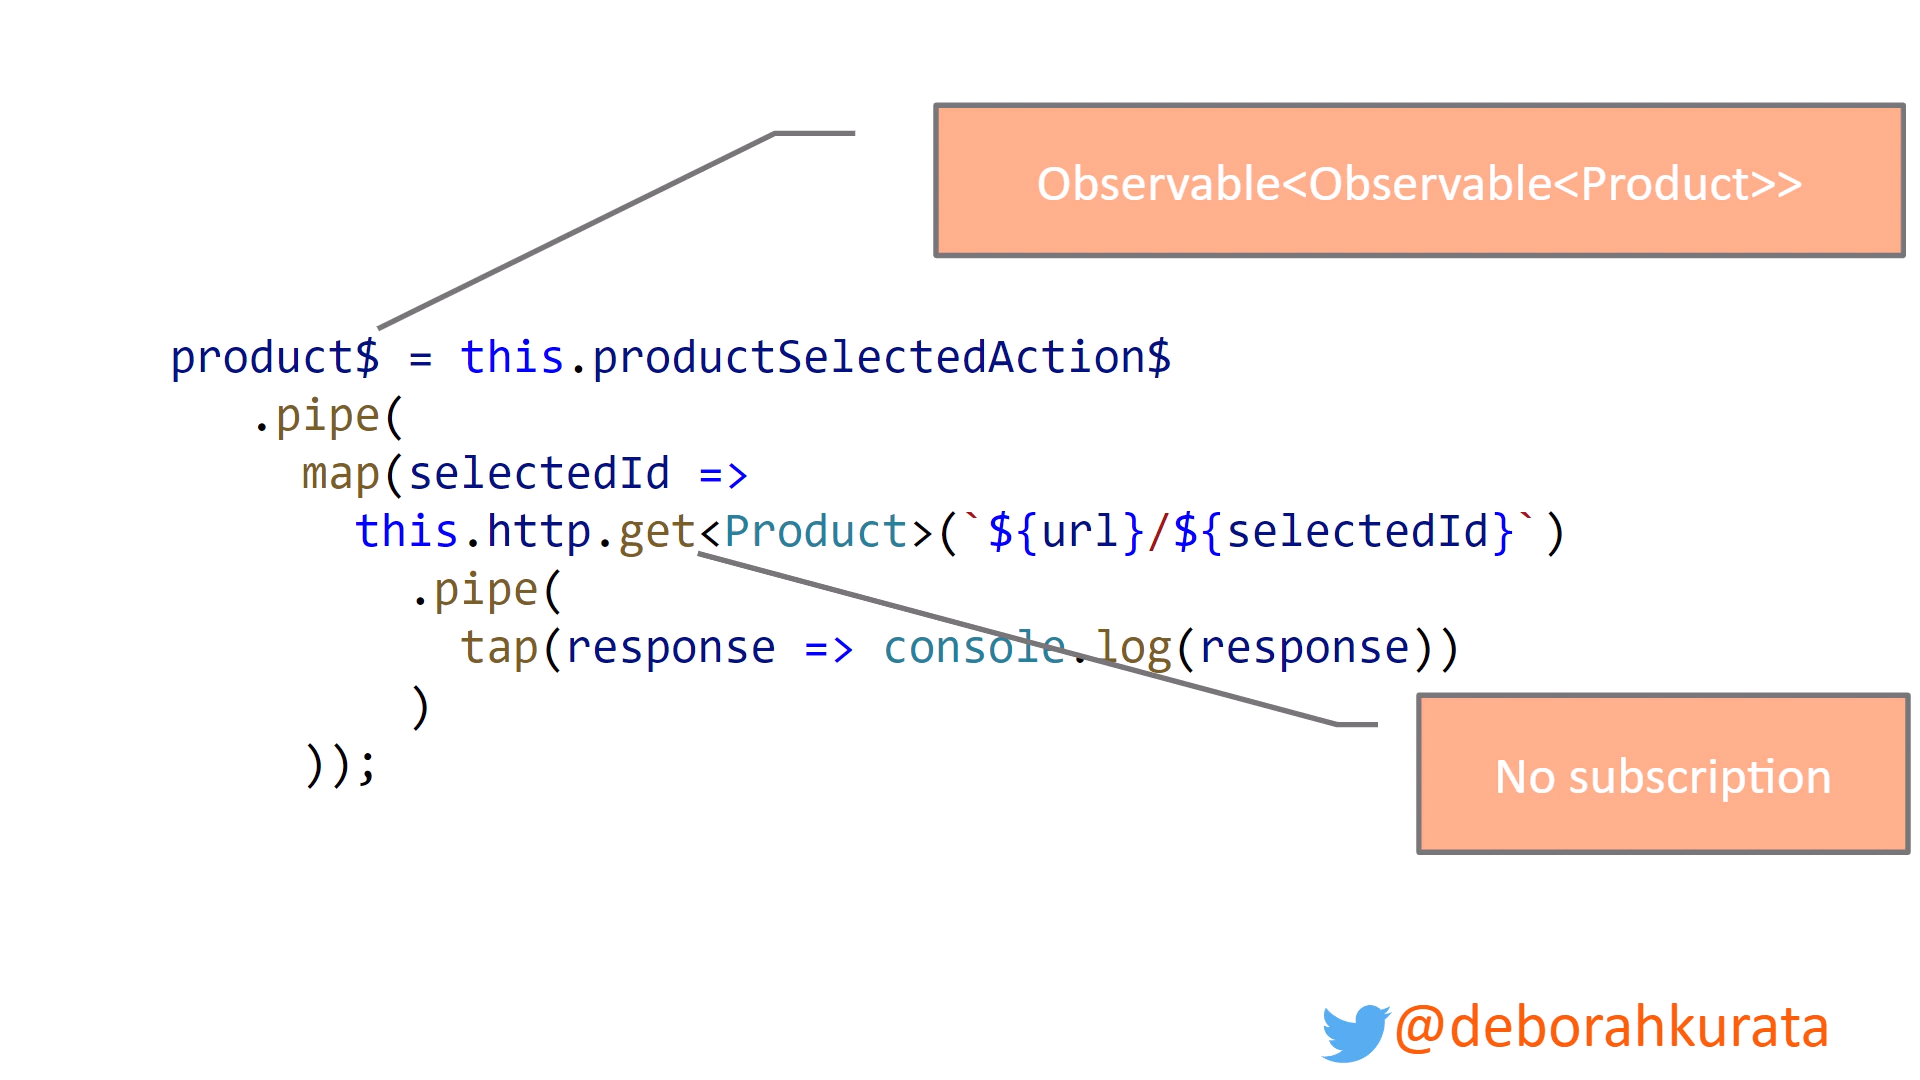 Observable<Observable<Product>>
product$ = this.productSelectedAction$
.pipe(
map(selectedId =>
this.http.get<Product>(`${url}/${selectedId}`)
.pipe(
tap(response => console.log(response))
)
));
No subscription
@deborahkurata